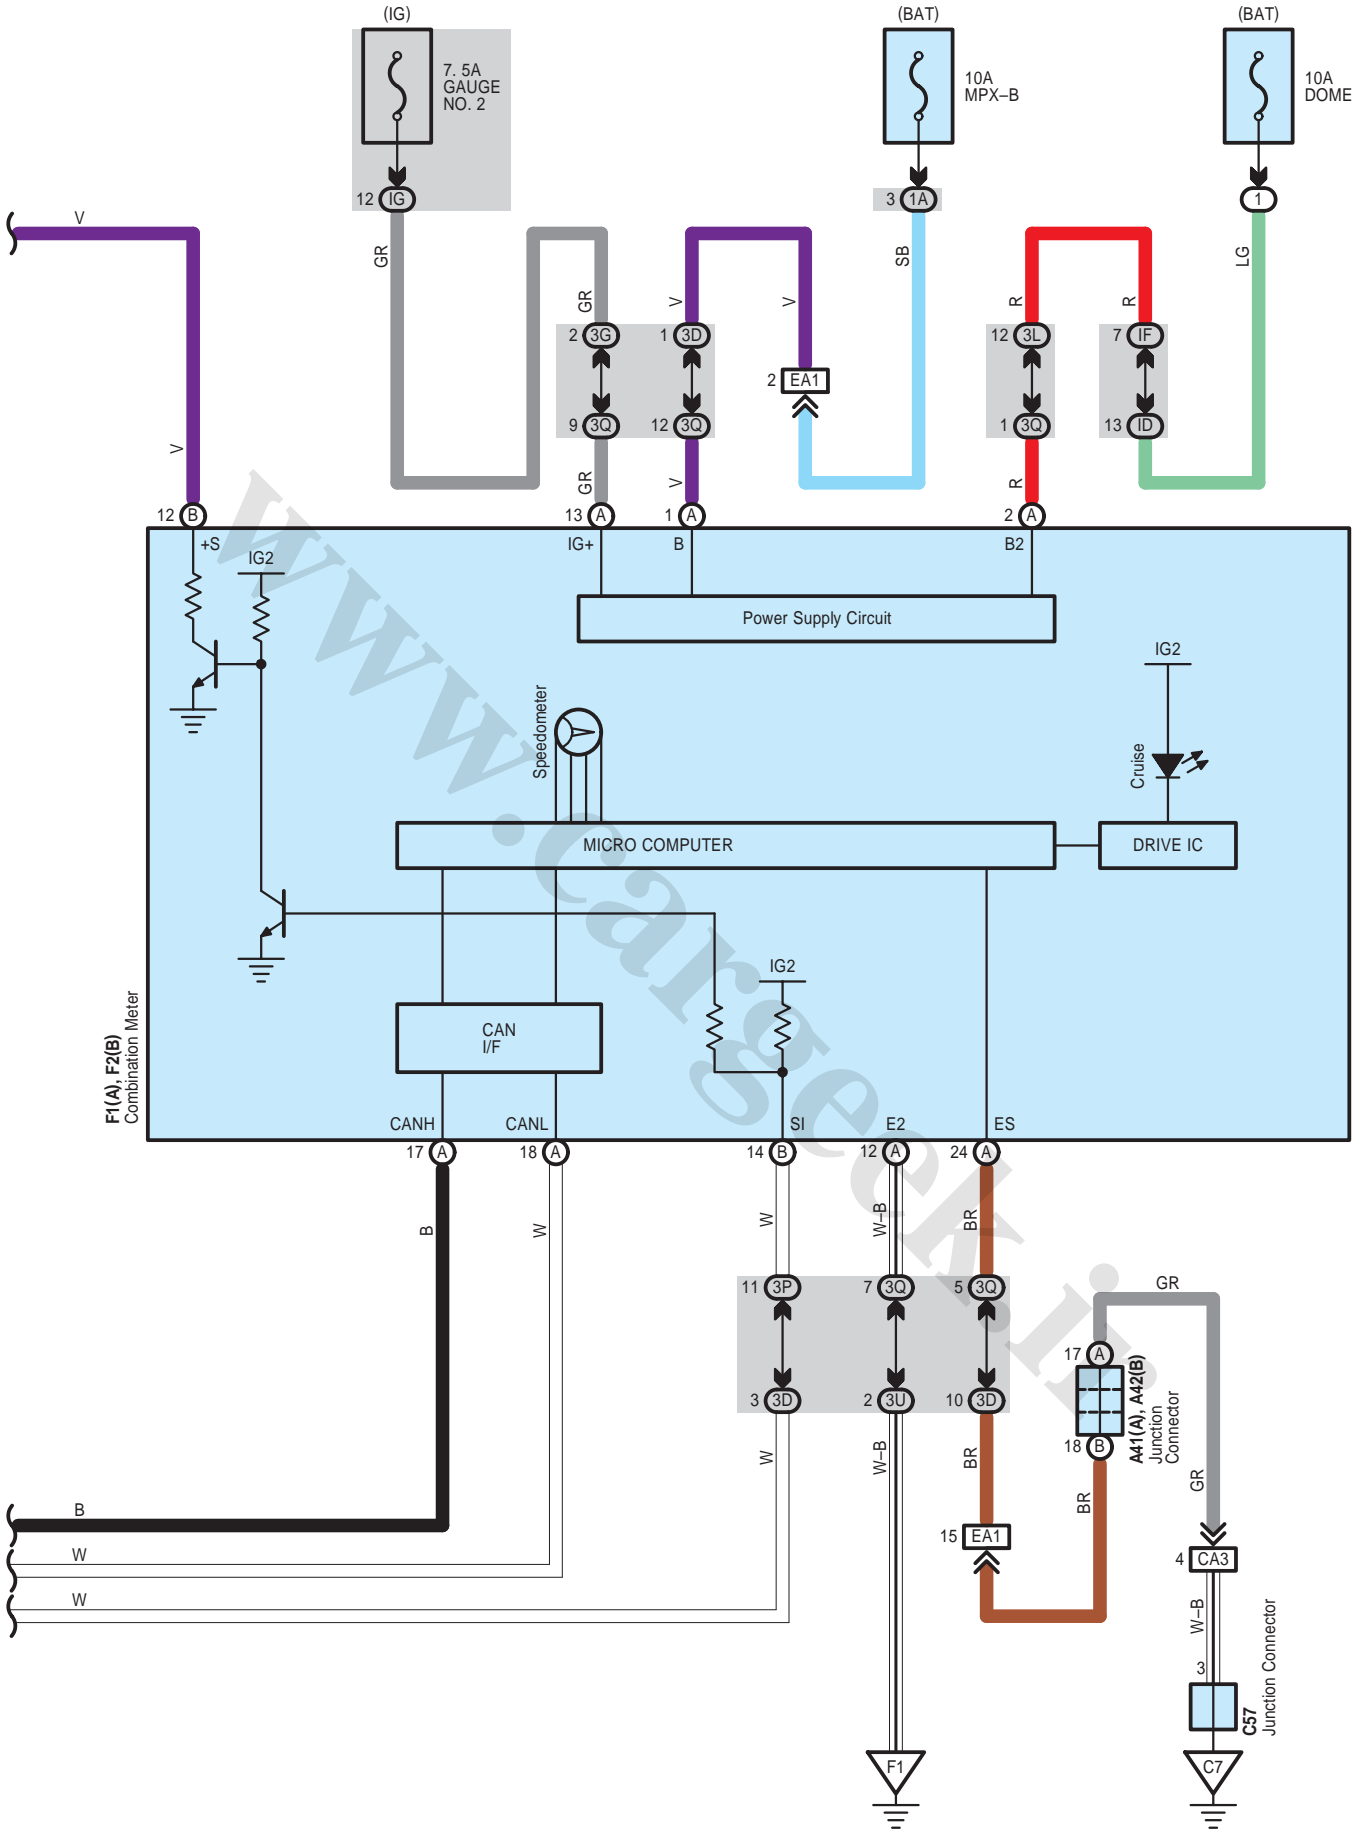 (IG)
(BAT)
(BAT)
7. 5A
GAUGE
NO. 2
10A
MPX–B
10A
DOME
12 IG
3 1A
1
V
GR
SB
LG
GR
V
V
R
R
2 3G
1 3D
12 3L
7 IF
2 EA1
9 3Q
12 3Q
1 3Q
13 ID
V
GR
V
R
12 B
13 A
1 A
2 A
+S
IG+
B
B2
IG2
Power Supply Circuit
IG2
Speedometer
Cruise
MICRO COMPUTER
DRIVE IC
IG2
CAN
I/F
F1(A), F2(B)
Combination Meter
CANH
CANL
SI
E2
ES
17 A
18 A
14 B
12 A
24 A
B
W
W
W–B
BR
11 3P
7 3Q
5 3Q
GR
17 A
3 3D
2 3U
10 3D
18 B
A41(A), A42(B)
Junction
Connector
W
W–B
BR
BR
GR
B
15 EA1
4 CA3
W
W
W–B
3
C57
Junction Connector
F1
C7
www.cargeek.ir